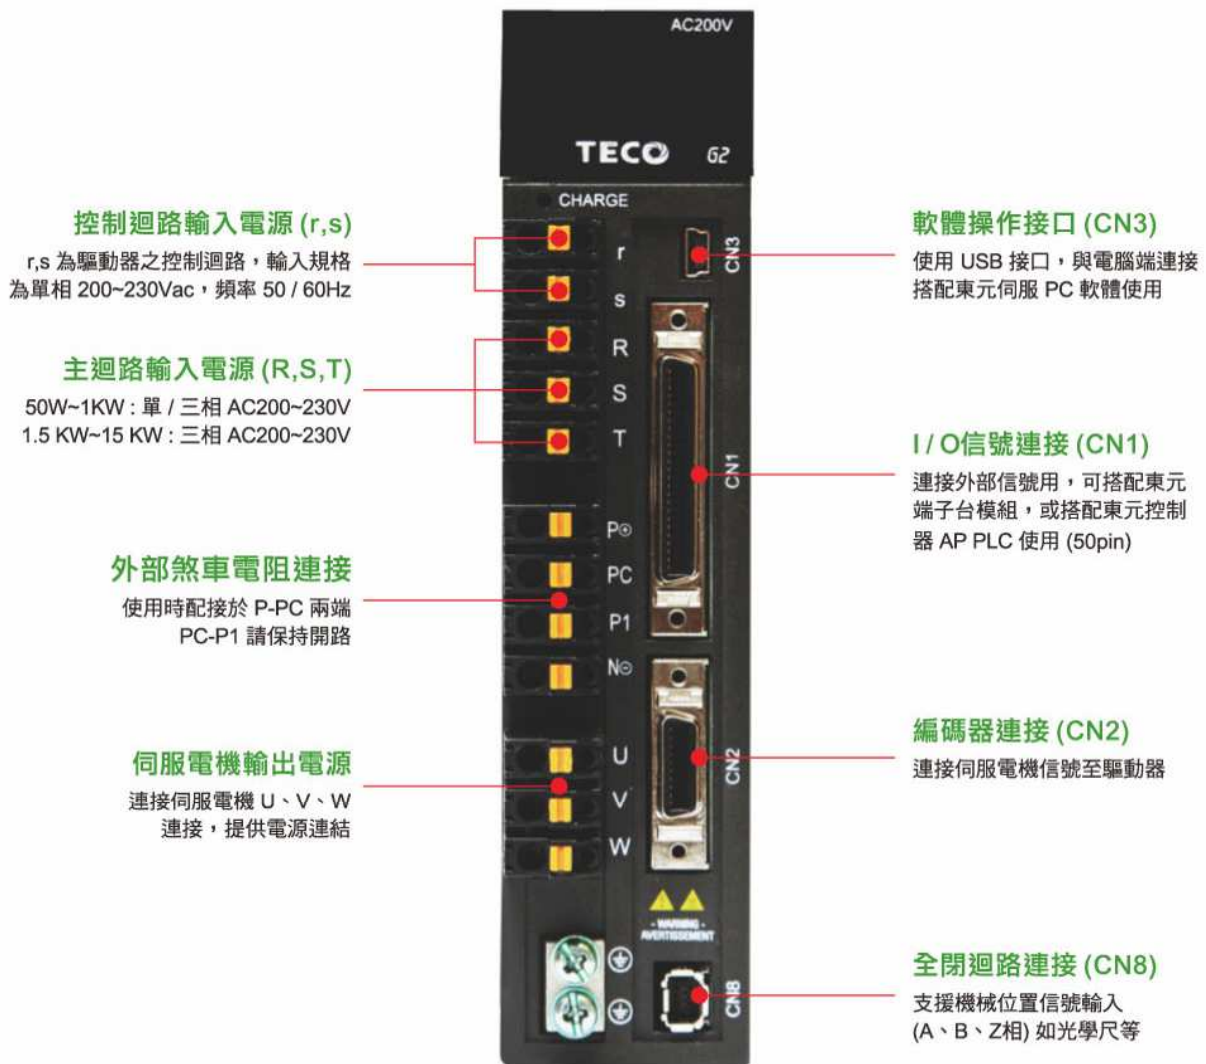 AC200V
TECO G2
CHARGE
控制迴路輸入電源 (r,s)
r,s 為驅動器之控制迴路，輸入規格
為單相 200~230Vac，頻率 50 / 60Hz
主迴路輸入電源 (R,S,T)
50W~1KW : 單 / 三相 AC200~230V
1.5 KW~15 KW : 三相 AC200~230V
外部煞車電阻連接
使用時配接於 P-PC 兩端
PC-P1 請保持開路
伺服電機輸出電源
連接伺服電機 U、V、W
連接，提供電源連結
r
s
R
S
T
P⊕
PC
P1
N⊖
U
V
W
CN3
CN1
CN2
- WARNING -
AVERTISSEMENT
CN8
軟體操作接口 (CN3)
使用 USB 接口，與電腦端連接
搭配東元伺服 PC 軟體使用
I / O信號連接 (CN1)
連接外部信號用，可搭配東元
端子台模組，或搭配東元控制
器 AP PLC 使用 (50pin)
編碼器連接 (CN2)
連接伺服電機信號至驅動器
全閉迴路連接 (CN8)
支援機械位置信號輸入
(A、B、Z相) 如光學尺等